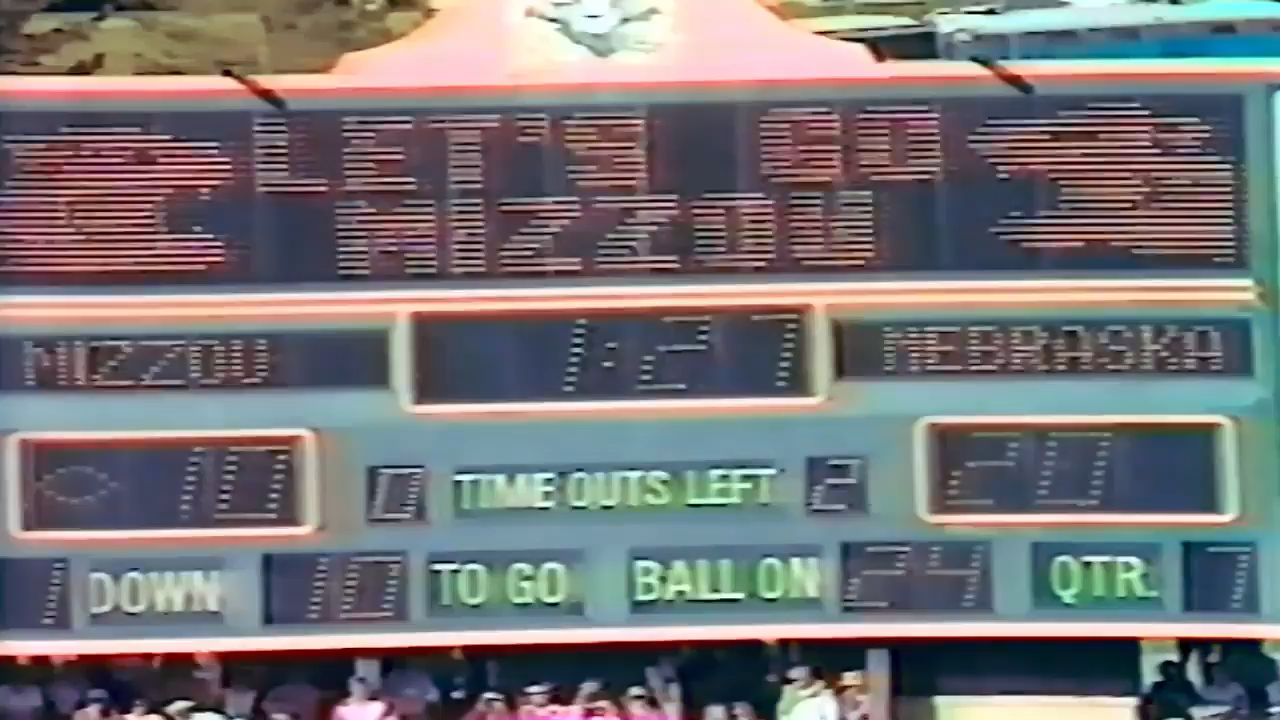 LET'S GO
MIZZOU
MIZZOU 1:27 NEBRASKA
10 0 TIME OUTS LEFT 2 20
1 DOWN 10 TO GO BALL ON 24 QTR.